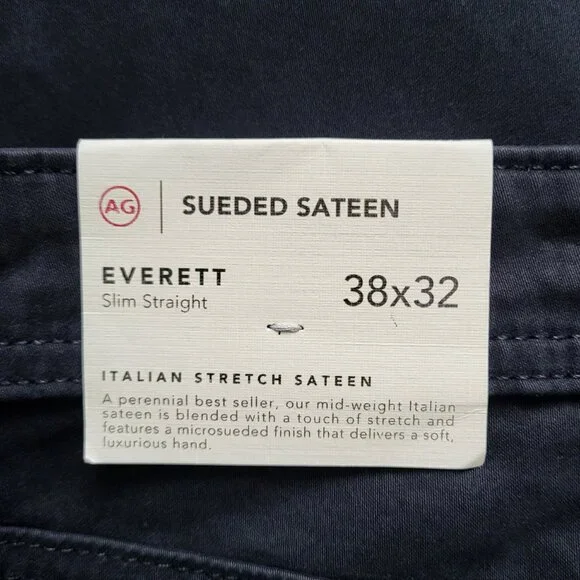 AG
SUEDED SATEEN
EVERETT
Slim Straight
38x32
ITALIAN STRETCH SATEEN
A perennial best seller, our mid-weight Italian
sateen is blended with a touch of stretch and
features a microsueded finish that delivers a soft,
luxurious hand.